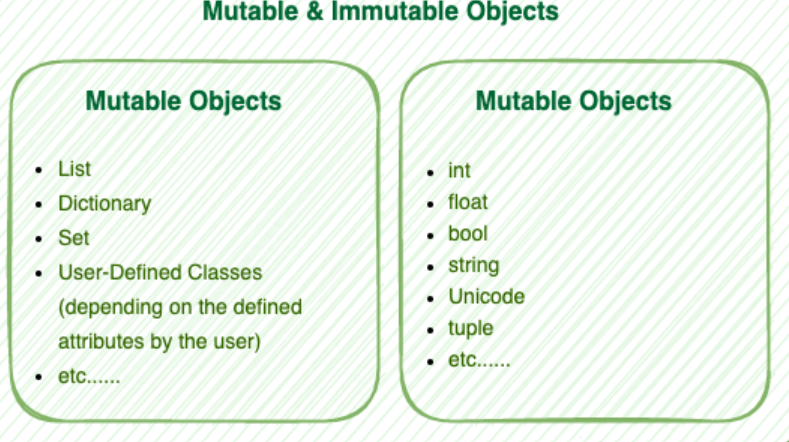 Mutable & Immutable Objects
Mutable Objects
List
Dictionary
Set
User-Defined Classes
(depending on the defined
attributes by the user)
etc......
Mutable Objects
int
float
bool
string
Unicode
tuple
etc......